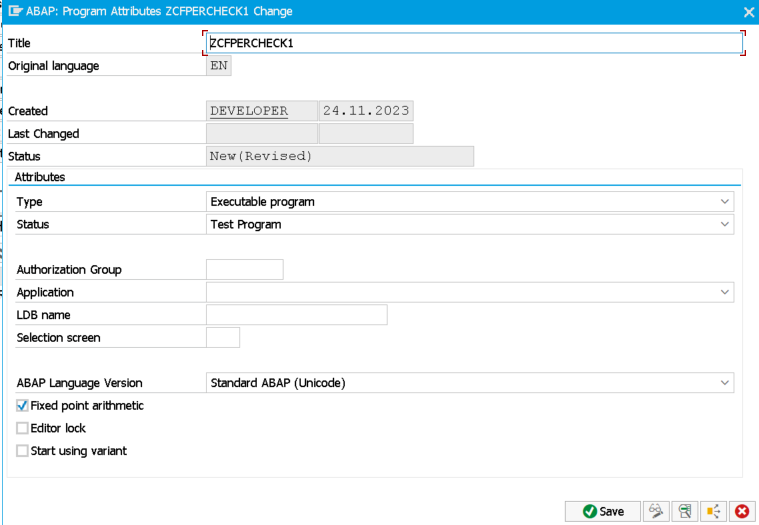 ABAP: Program Attributes ZCFPERCHECK1 Change
Title ZCFPERCHECK1
Original language EN
Created DEVELOPER 24.11.2023
Last Changed
Status New(Revised)
Attributes
Type Executable program
Status Test Program
Authorization Group
Application
LDB name
Selection screen
ABAP Language Version Standard ABAP (Unicode)
Fixed point arithmetic
Editor lock
Start using variant
Save